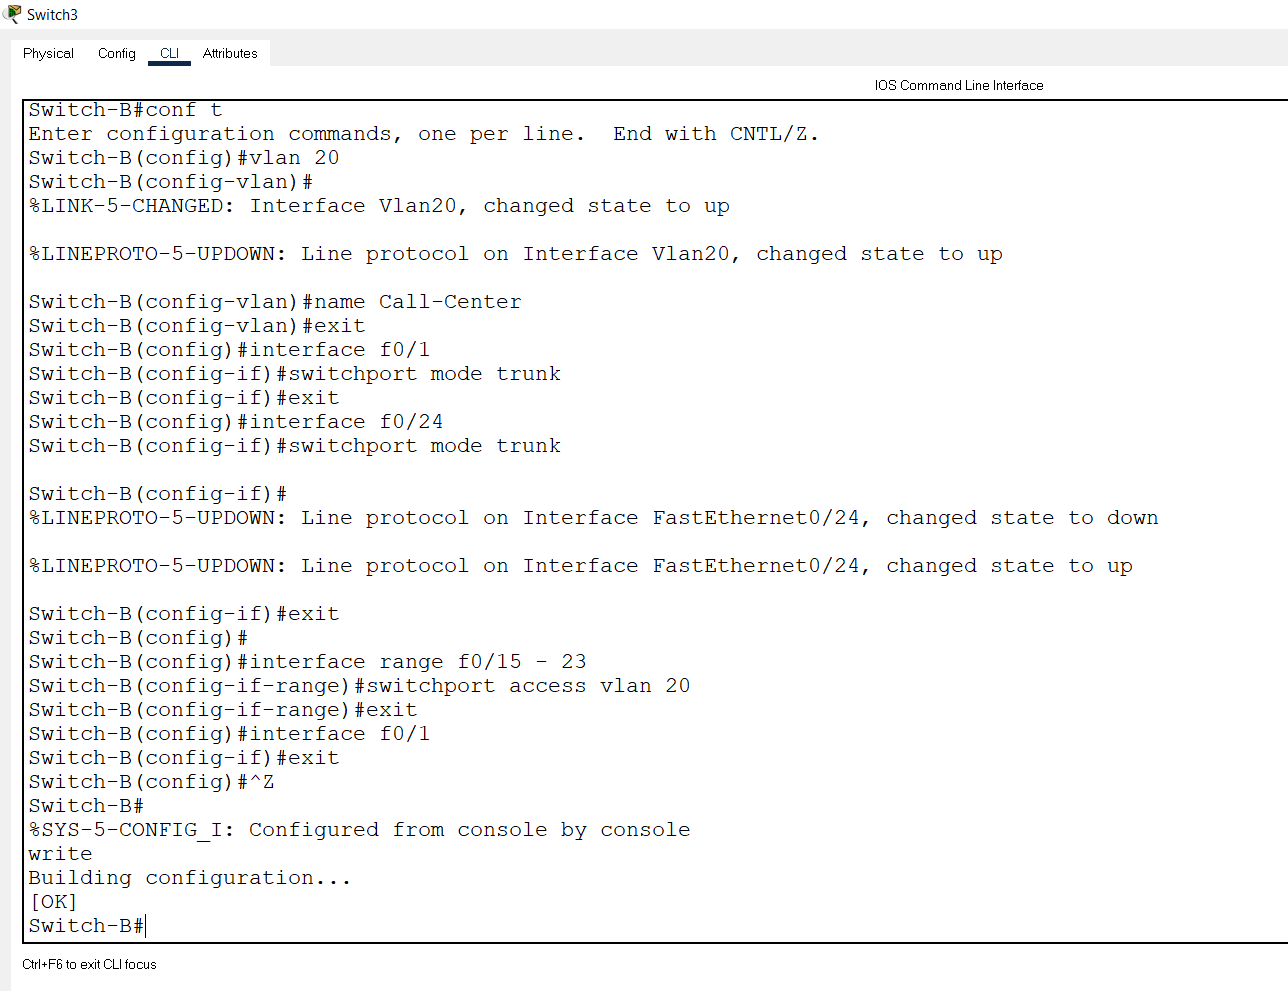 Switch3
Physical Config CLI Attributes
IOS Command Line Interface
Switch-B#conf t
Enter configuration commands, one per line.  End with CNTL/Z.
Switch-B(config)#vlan 20
Switch-B(config-vlan)#
%LINK-5-CHANGED: Interface Vlan20, changed state to up
%LINEPROTO-5-UPDOWN: Line protocol on Interface Vlan20, changed state to up
Switch-B(config-vlan)#name Call-Center
Switch-B(config-vlan)#exit
Switch-B(config)#interface f0/1
Switch-B(config-if)#switchport mode trunk
Switch-B(config-if)#exit
Switch-B(config)#interface f0/24
Switch-B(config-if)#switchport mode trunk
Switch-B(config-if)#
%LINEPROTO-5-UPDOWN: Line protocol on Interface FastEthernet0/24, changed state to down
%LINEPROTO-5-UPDOWN: Line protocol on Interface FastEthernet0/24, changed state to up
Switch-B(config-if)#exit
Switch-B(config)#
Switch-B(config)#interface range f0/15 - 23
Switch-B(config-if-range)#switchport access vlan 20
Switch-B(config-if-range)#exit
Switch-B(config)#interface f0/1
Switch-B(config-if)#exit
Switch-B(config)#^Z
Switch-B#
%SYS-5-CONFIG_I: Configured from console by console
write
Building configuration...
[OK]
Switch-B#
Ctrl+F6 to exit CLI focus